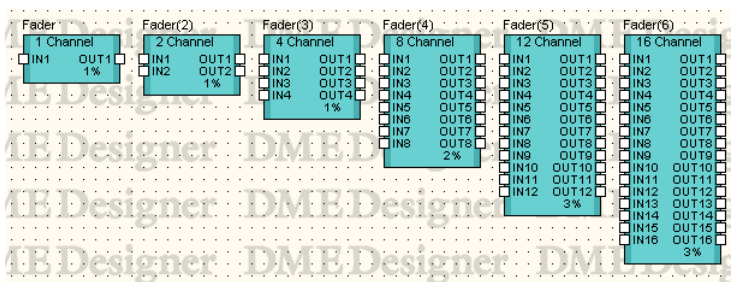 Fader
1 Channel
IN1 OUT1
1%
Fader(2)
2 Channel
IN1 OUT1
IN2 OUT2
1%
Fader(3)
4 Channel
IN1 OUT1
IN2 OUT2
IN3 OUT3
IN4 OUT4
1%
Fader(4)
8 Channel
IN1 OUT1
IN2 OUT2
IN3 OUT3
IN4 OUT4
IN5 OUT5
IN6 OUT6
IN7 OUT7
IN8 OUT8
2%
Fader(5)
12 Channel
IN1 OUT1
IN2 OUT2
IN3 OUT3
IN4 OUT4
IN5 OUT5
IN6 OUT6
IN7 OUT7
IN8 OUT8
IN9 OUT9
IN10 OUT10
IN11 OUT11
IN12 OUT12
3%
Fader(6)
16 Channel
IN1 OUT1
IN2 OUT2
IN3 OUT3
IN4 OUT4
IN5 OUT5
IN6 OUT6
IN7 OUT7
IN8 OUT8
IN9 OUT9
IN10 OUT10
IN11 OUT11
IN12 OUT12
IN13 OUT13
IN14 OUT14
IN15 OUT15
IN16 OUT16
3%
DME Designer
DME Designer
DME Designer